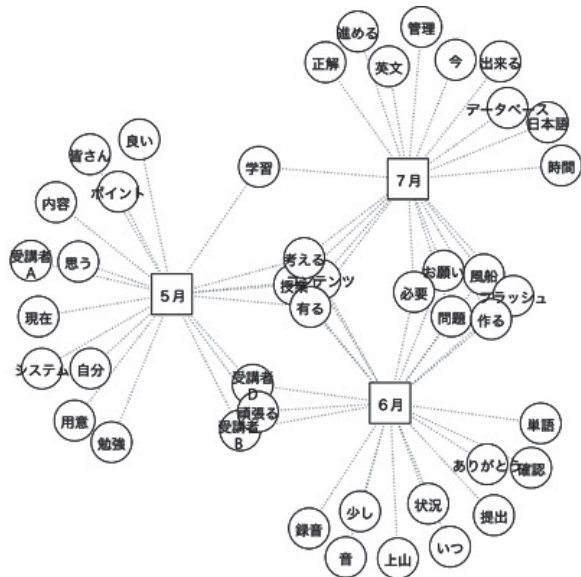 進める
管理
正解
英文
今
出来る
データベース
日本語
時間
7月
学習
良い
皆さん
ポイント
内容
受講者
A
思う
5月
現在
システム
自分
用意
勉強
考える
コンテンツ
授業
有る
お願い
風船
必要
フラッシュ
問題
作る
受講者
D
頑張る
受講者
B
6月
単語
ありがとう
確認
提出
状況
いつ
少し
録音
音
上山